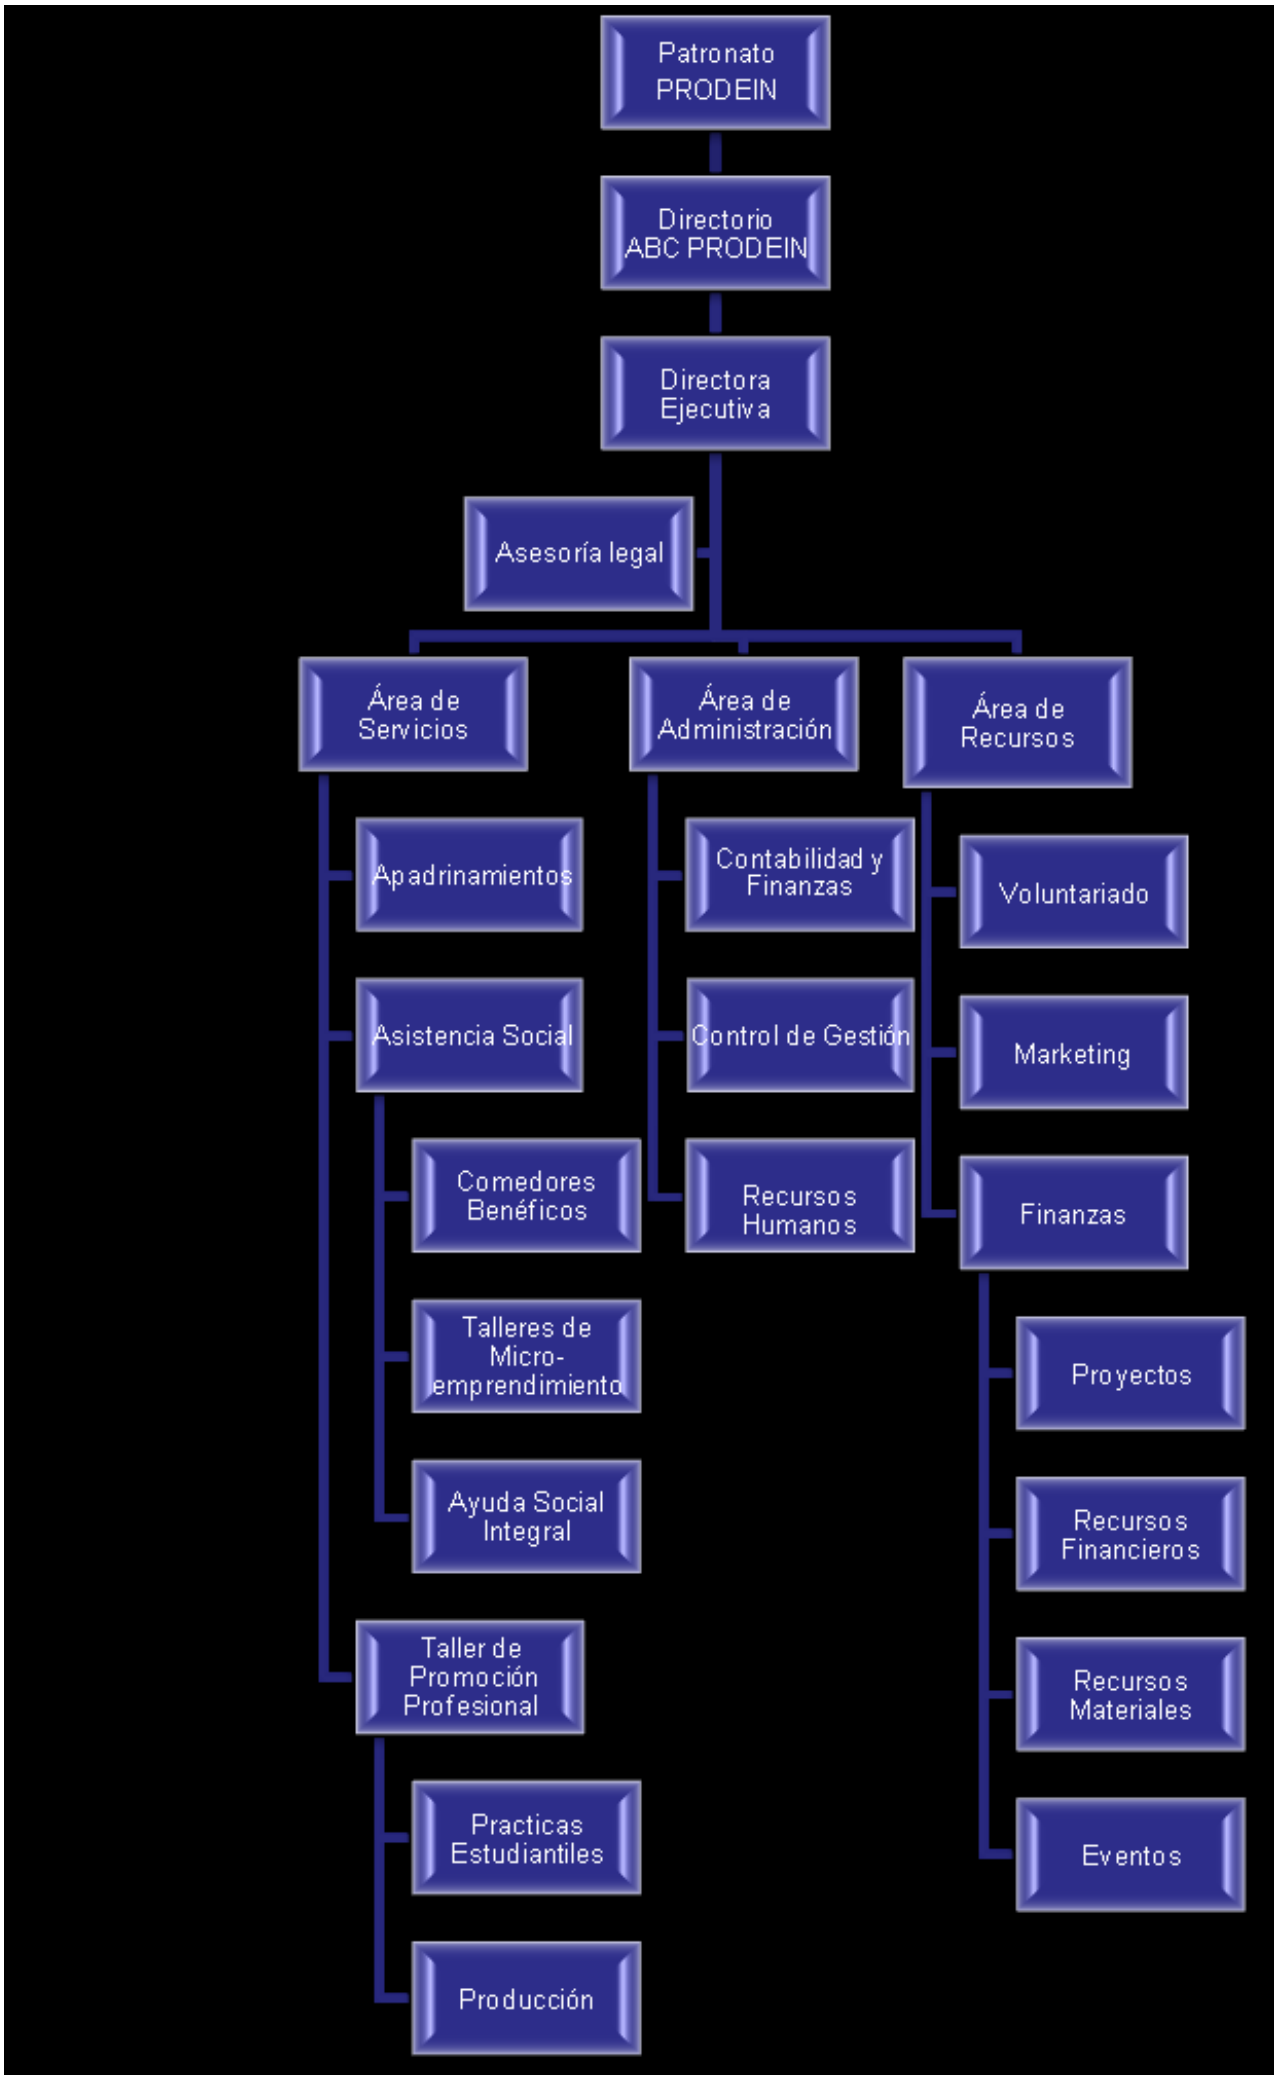 Patronato
PRODEIN
Directorio
ABC PRODEIN
Directora
Ejecutiva
Asesoría legal
Área de
Servicios
Área de
Administración
Área de
Recursos
Apadrinamientos
Contabilidad y
Finanzas
Voluntariado
Asistencia Social
Control de Gestión
Marketing
Comedores
Benéficos
Recursos
Humanos
Finanzas
Talleres de
Micro-
emprendimiento
Proyectos
Ayuda Social
Integral
Recursos
Financieros
Taller de
Promoción
Profesional
Recursos
Materiales
Practicas
Estudiantiles
Eventos
Producción